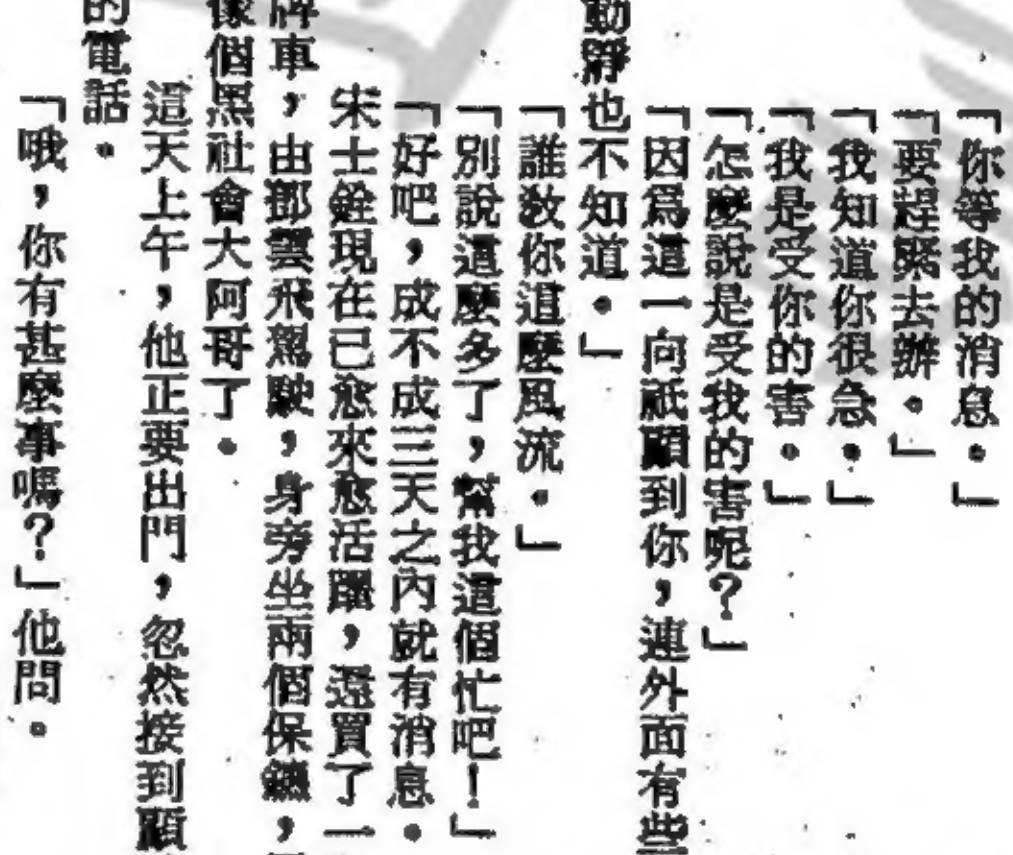 「你等我的消息。」
「要趕緊去辦。」
「我知道你很急。」
「我是受你的害。」
「怎麼說是受我的害呢？」
「因爲這一向祇顧到你，連外面有些
動靜也不知道。」
「誰教你這麼風流。」
「別說這麼多了，幫我這個忙吧！」
「好吧，成不成三天之內就有消息。
宋士銓現在已愈來愈活躍，還買了一
牌車，由鄧雲飛駕駛，身旁坐兩個保鏢，
像個黑社會大阿哥了。
這天上午，他正要出門，忽然接到顧
的電話。
「哦，你有甚麼事嗎？」他問。